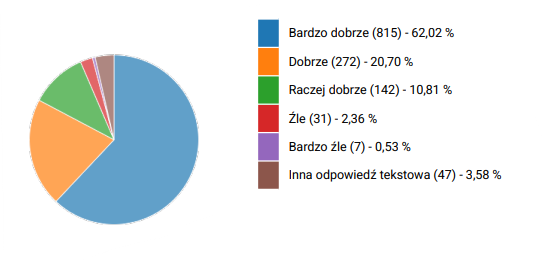 Bardzo dobrze (815) - 62,02 %
Dobrze (272) - 20,70 %
Raczej dobrze (142) - 10,81 %
Źle (31) - 2,36 %
Bardzo źle (7) - 0,53 %
Inna odpowiedź tekstowa (47) - 3,58 %